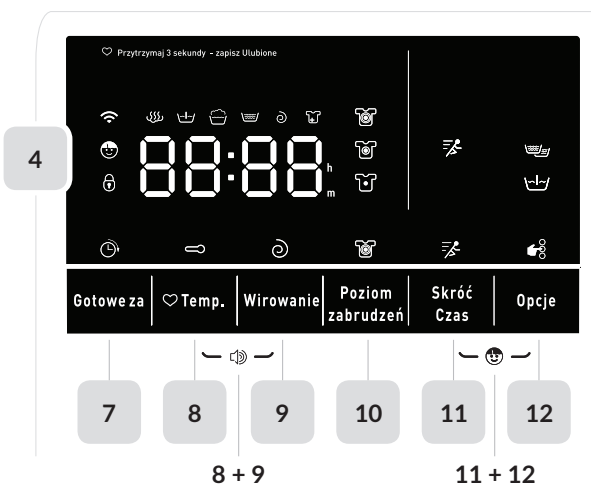 Przytrzymaj 3 sekundy - zapisz Ulubione
4
88:88
h
m
Gotowe za
Temp.
Wirowanie
Poziom
zabrudzeń
Skróć
Czas
Opcje
7
8
9
10
11
12
8 + 9
11 + 12